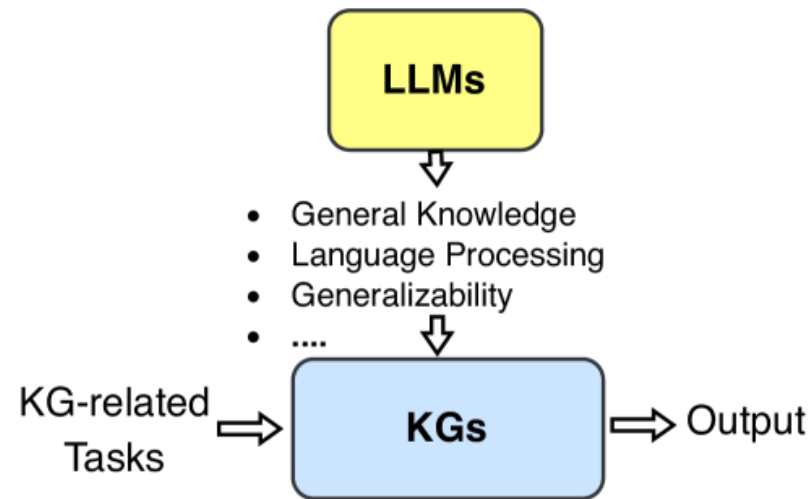 LLMs
• General Knowledge
• Language Processing
• Generalizability
• ....
KG-related
Tasks
KGs
Output